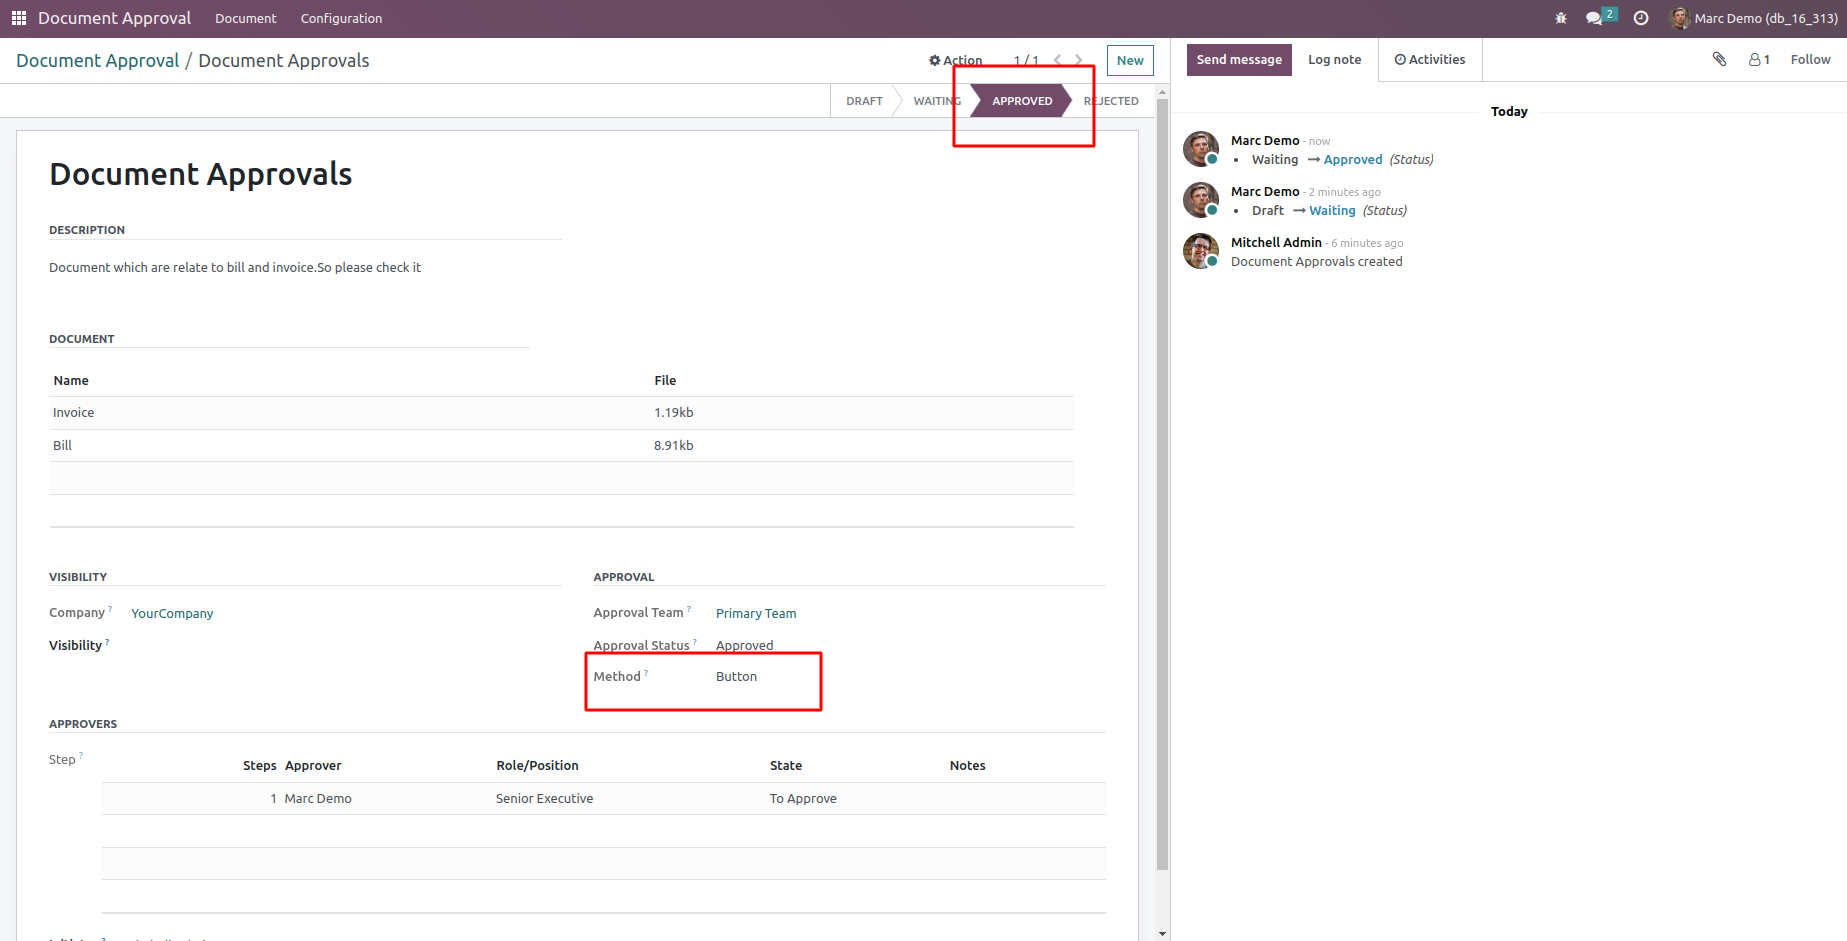 Document Approval Document Configuration 2 Marc Demo (db_16_313)
Document Approval / Document Approvals Action 1 / 1 New
Send message Log note Activities 1 Follow
DRAFT WAITING APPROVED REJECTED
Document Approvals
DESCRIPTION
Document which are relate to bill and invoice.So please check it
DOCUMENT
Name File
Invoice 1.19kb
Bill 8.91kb
VISIBILITY
Company ? YourCompany
Visibility ?
APPROVAL
Approval Team ? Primary Team
Approval Status ? Approved
Method ? Button
APPROVERS
Step ?
Steps Approver Role/Position State Notes
1 Marc Demo Senior Executive To Approve
Today
Marc Demo - now
• Waiting → Approved (Status)
Marc Demo - 2 minutes ago
• Draft → Waiting (Status)
Mitchell Admin - 6 minutes ago
Document Approvals created